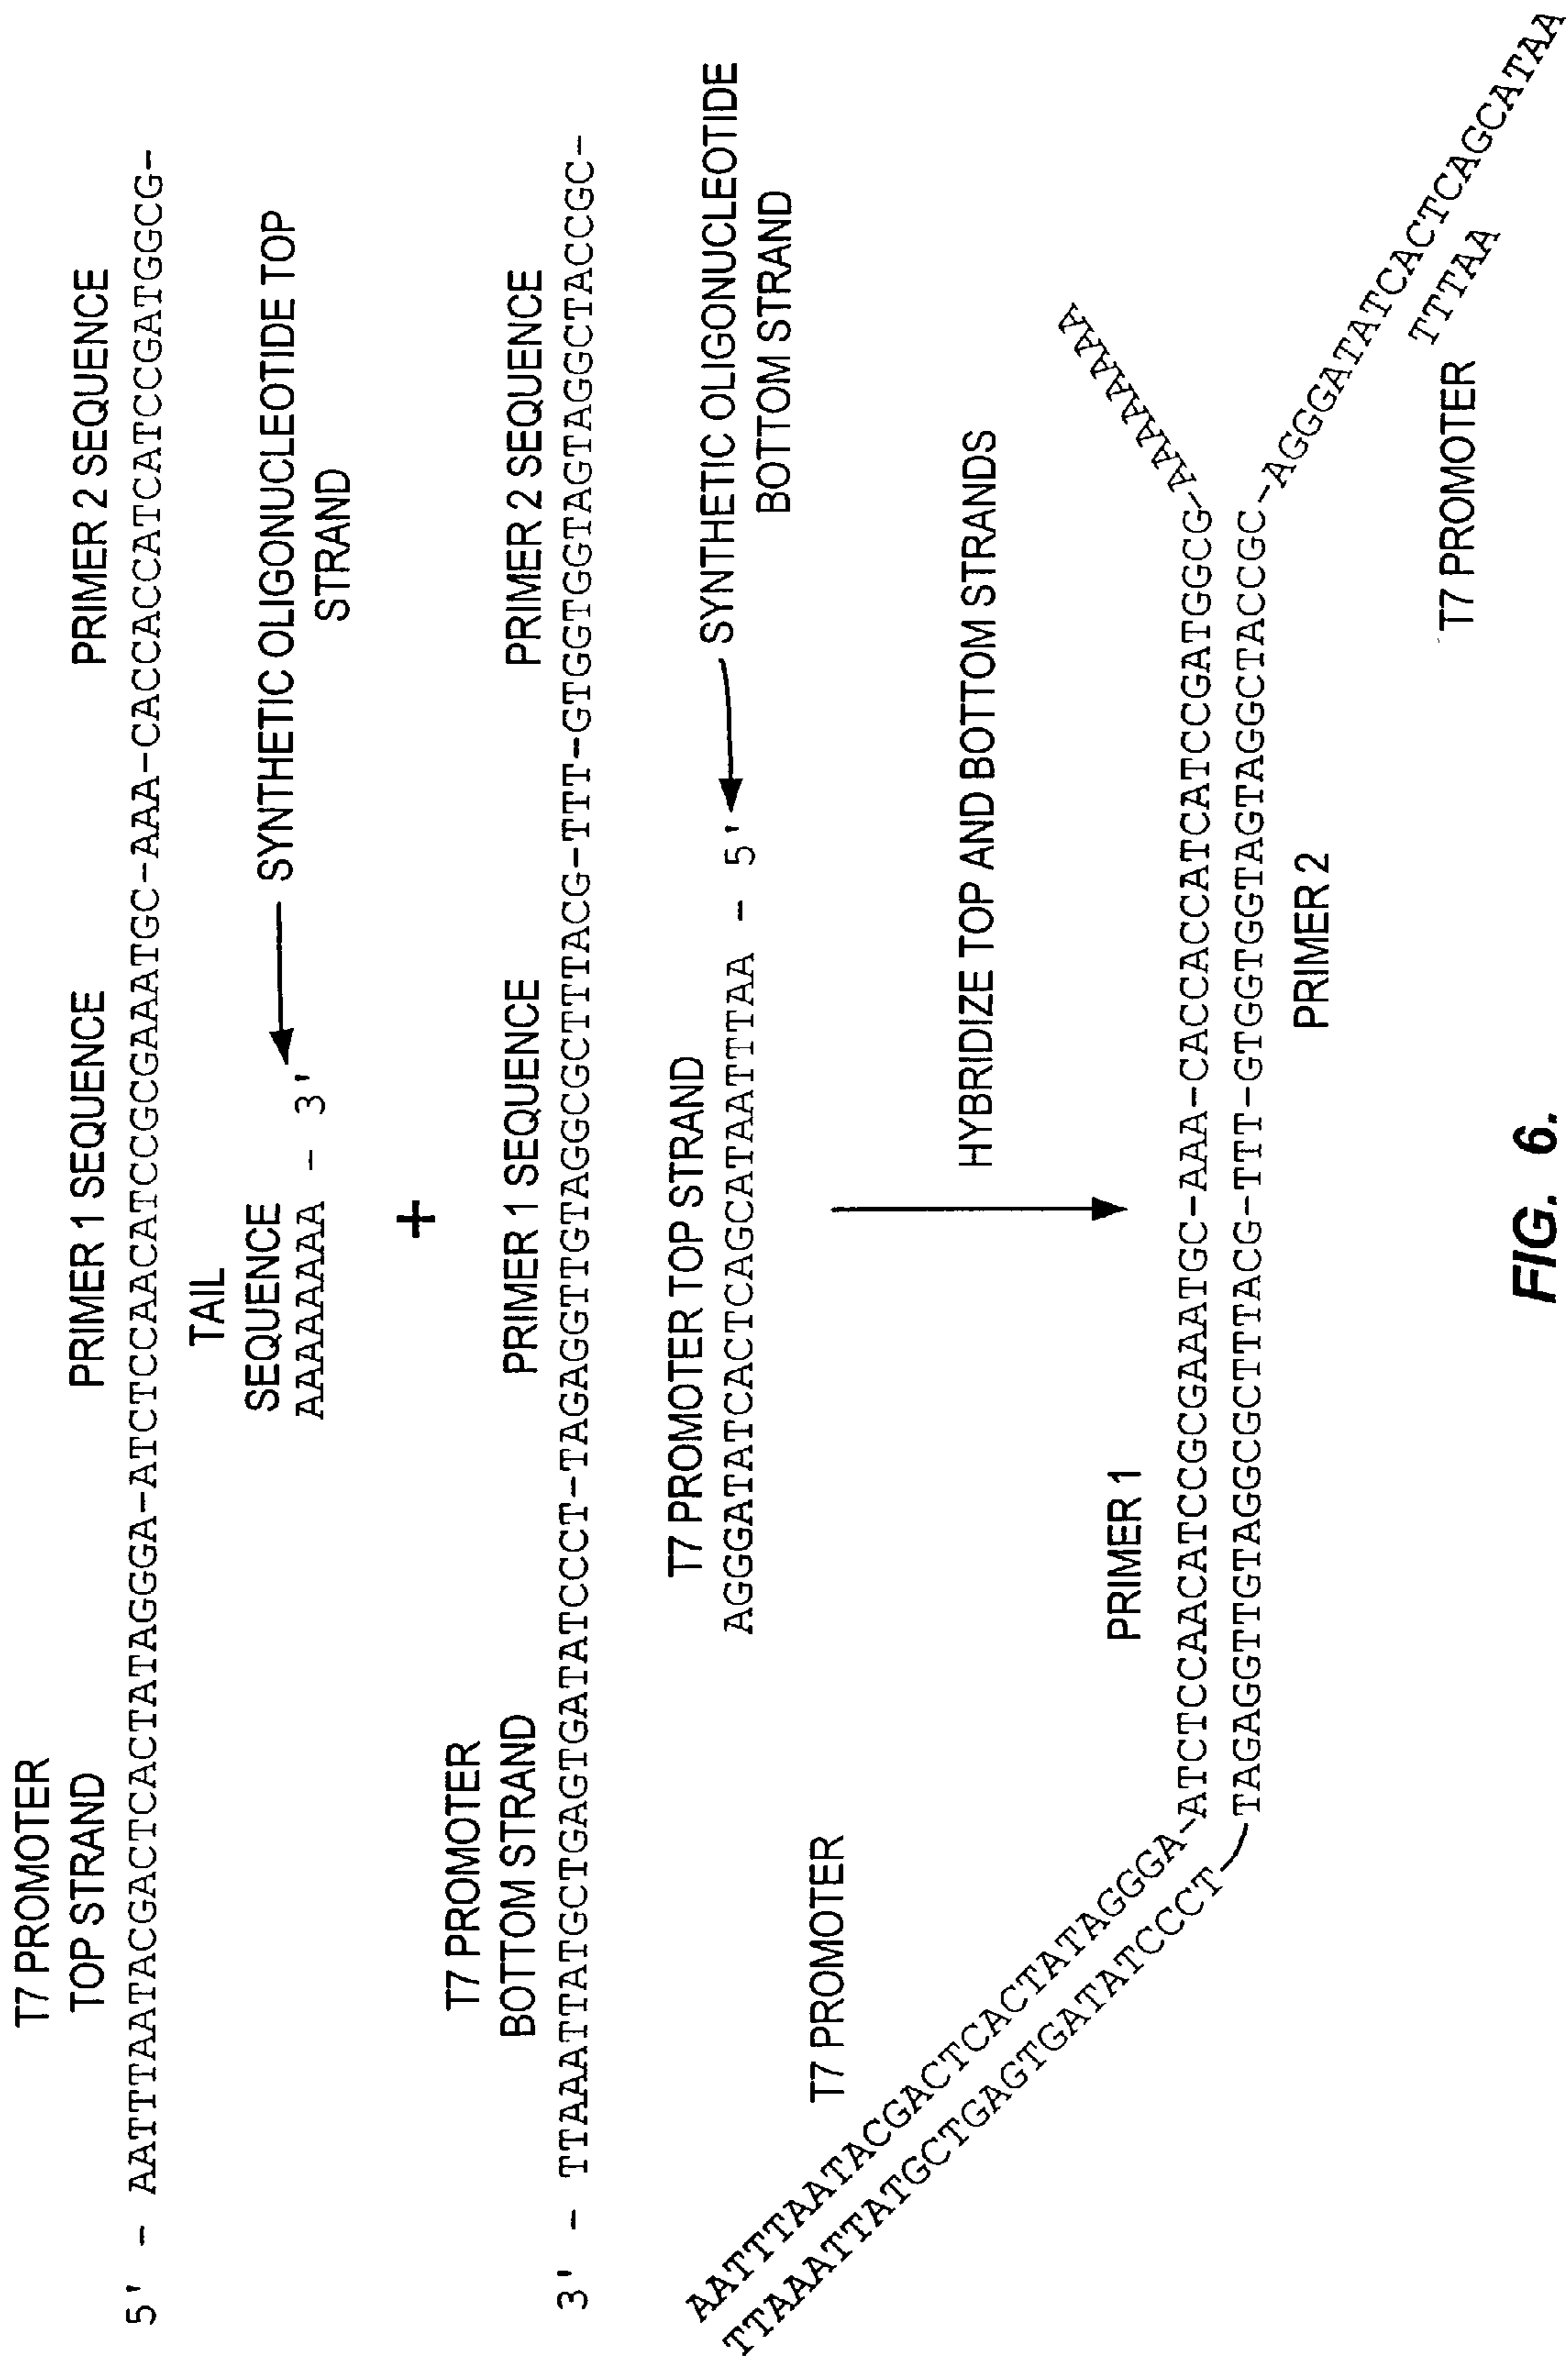 T7 PROMOTER
TOP STRAND
PRIMER 1 SEQUENCE
PRIMER 2 SEQUENCE
5' - AATTTAATACGACTCACTATAGGGA-ATCTCCAACATCCGCGAAATGC-AAA-CACCACCATCATCCGATGGCG-
TAIL
SEQUENCE
AAAAAAAA - 3'
SYNTHETIC OLIGONUCLEOTIDE TOP
STRAND
+
T7 PROMOTER
BOTTOM STRAND
PRIMER 1 SEQUENCE
PRIMER 2 SEQUENCE
3' - TTAAATTATGCTGAGTGATATCCCT-TAGAGGTTGTAGGCGCTTTACG-TTT-GTGGTGGTAGTAGGCTACCGC-
T7 PROMOTER TOP STRAND
AGGGATATCACTCAGCATAATTTAA - 5'
SYNTHETIC OLIGONUCLEOTIDE
BOTTOM STRAND
HYBRIDIZE TOP AND BOTTOM STRANDS
T7 PROMOTER
PRIMER 1
AATTTAATACGACTCACTATAGGGA-ATCTCCAACATCCGCGAAATGC-AAA-CACCACCATCATCCGATGGCG-AAAAAAAA
TTAAATTATGCTGAGTGATATCCCT-TAGAGGTTGTAGGCGCTTTACG-TTT-GTGGTGGTAGTAGGCTACCGC-AGGGATATCACTCAGCATAA
TTTAA
PRIMER 2
T7 PROMOTER
FIG. 6.